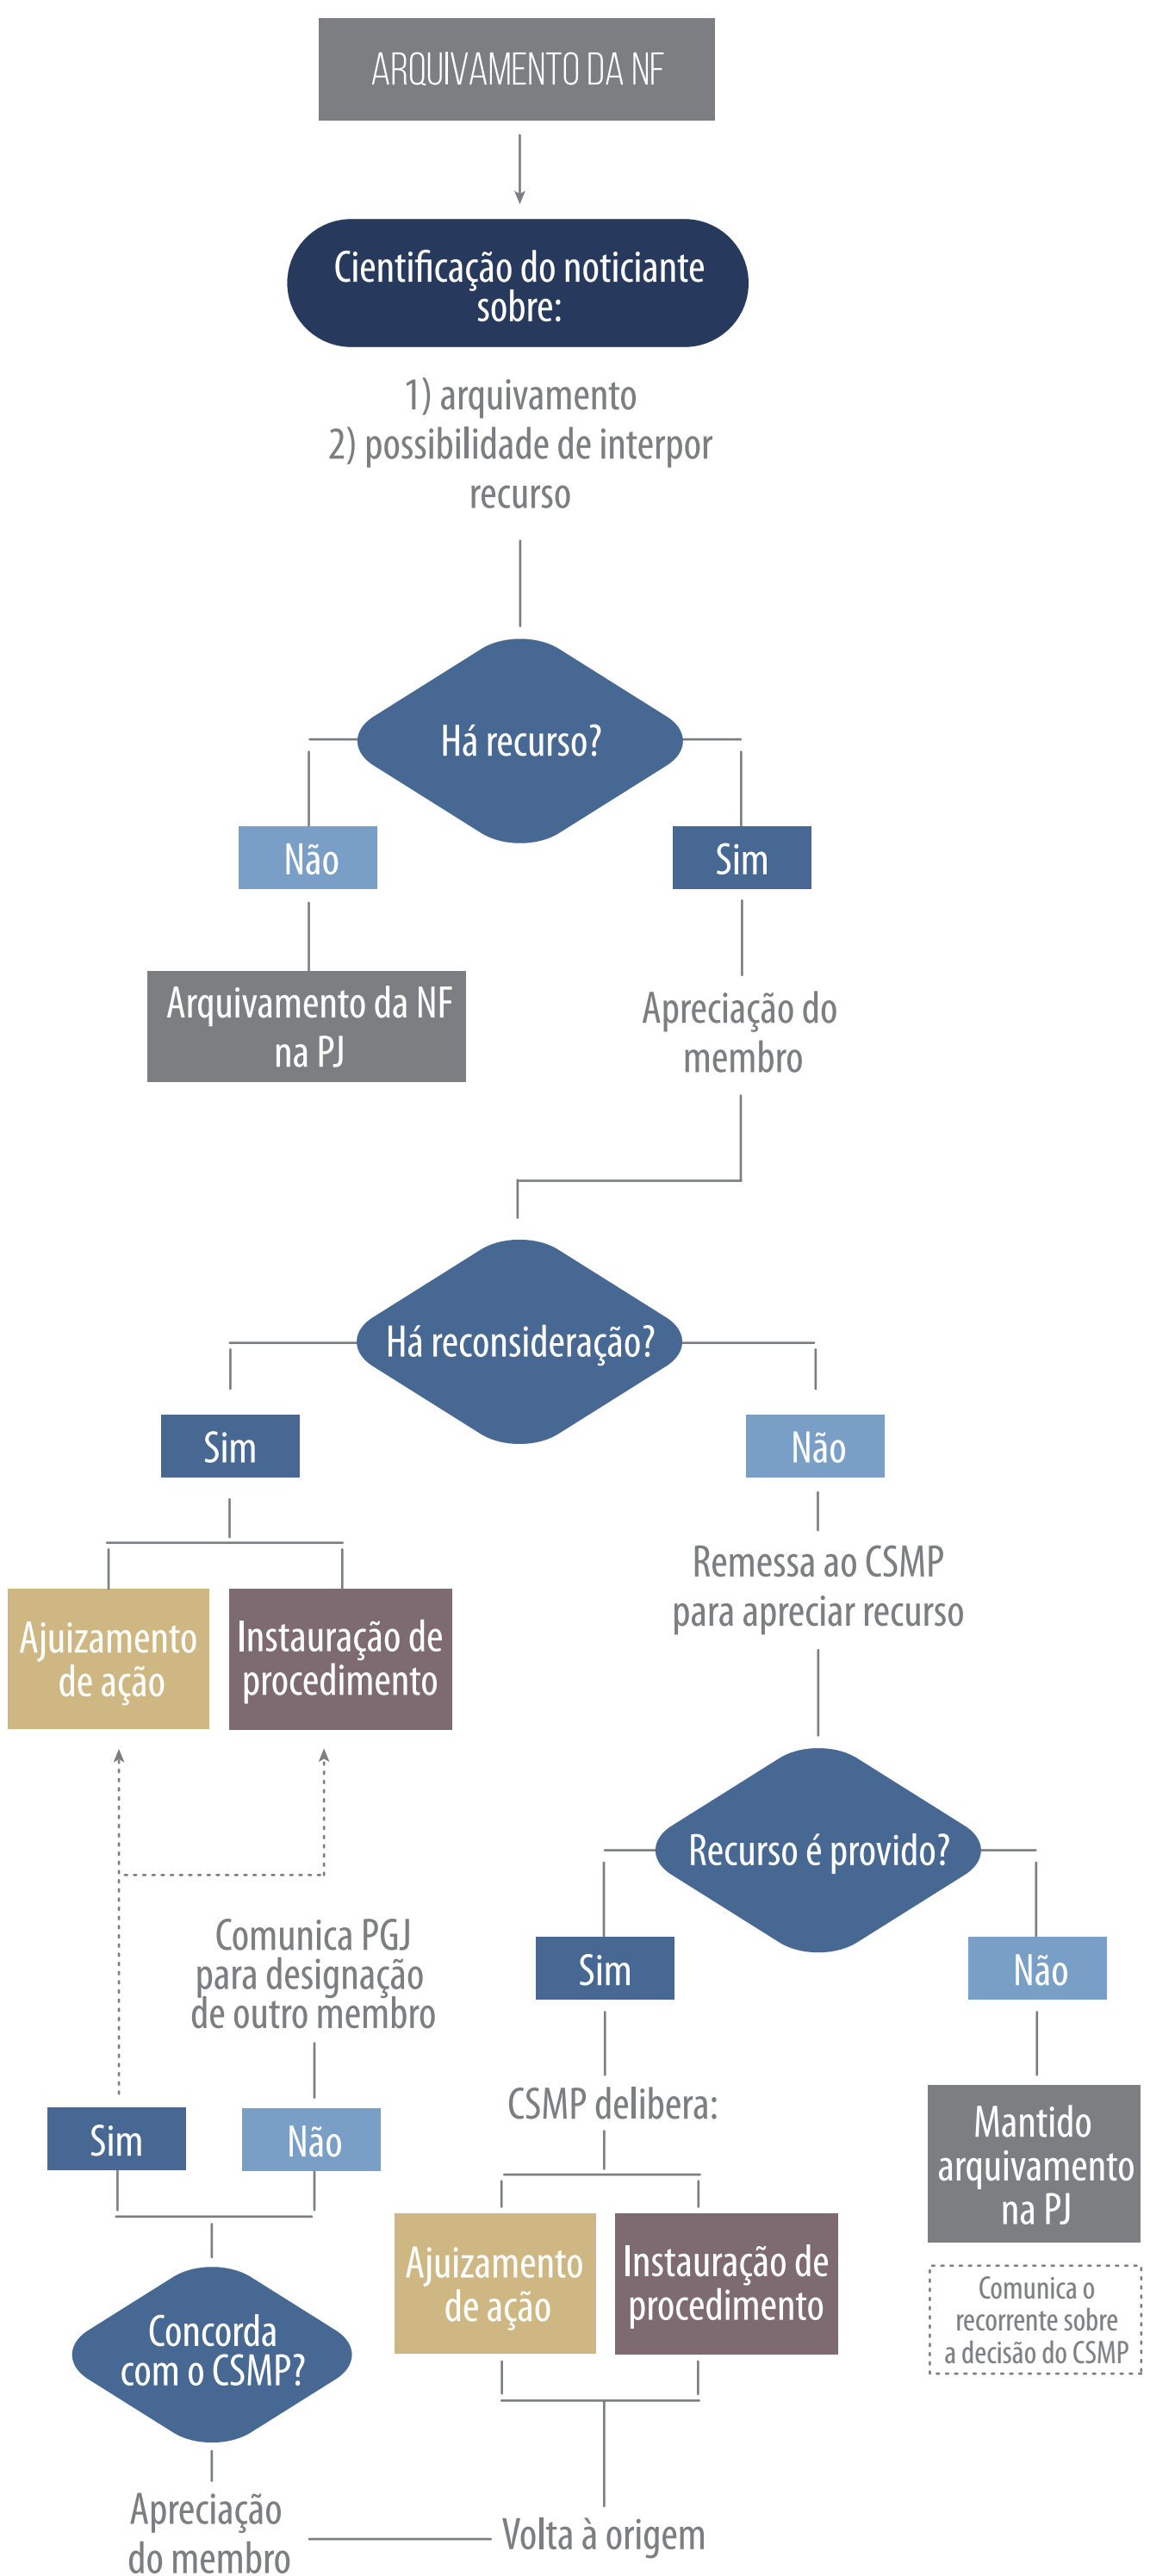 ARQUIVAMENTO DA NF
Cientificação do noticiante
sobre:
1) arquivamento
2) possibilidade de interpor
recurso
Há recurso?
Não
Sim
Arquivamento da NF
na PJ
Apreciação do
membro
Há reconsideração?
Sim
Não
Remessa ao CSMP
para apreciar recurso
Ajuizamento
de ação
Instauração de
procedimento
Recurso é provido?
Comunica PGJ
para designação
de outro membro
Sim
Não
CSMP delibera:
Sim
Não
Mantido
arquivamento
na PJ
Ajuizamento
de ação
Instauração de
procedimento
Comunica o
recorrente sobre
a decisão do CSMP
Concorda
com o CSMP?
Apreciação
do membro
Volta à origem